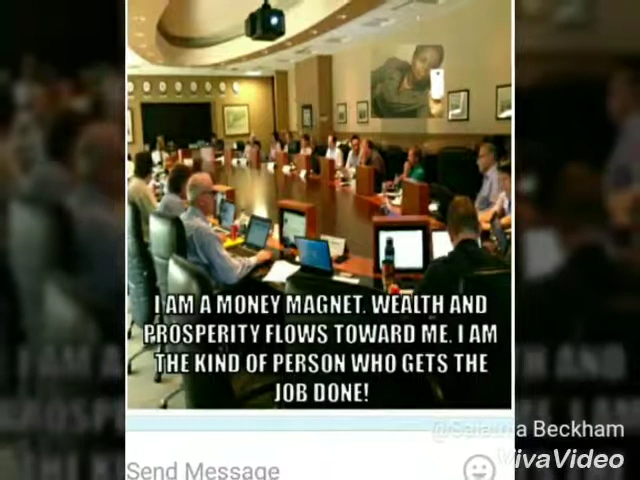 I AM A MONEY MAGNET. WEALTH AND
PROSPERITY FLOWS TOWARD ME. I AM
THE KIND OF PERSON WHO GETS THE
JOB DONE!
Beckham
Send Message
VivaVideo